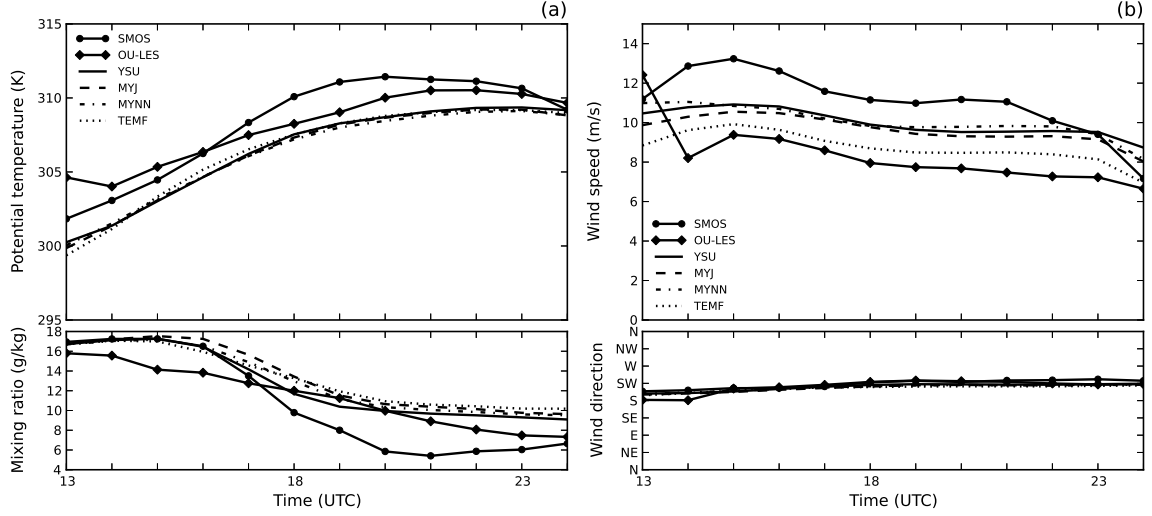 (a)
315
310
305
300
295
Potential temperature (K)
SMOS
OU-LES
YSU
MYJ
MYNN
TEMF
18
16
14
12
10
8
6
4
Mixing ratio (g/kg)
13
18
23
Time (UTC)
(b)
14
12
10
8
6
4
2
0
Wind speed (m/s)
SMOS
OU-LES
YSU
MYJ
MYNN
TEMF
N
NW
W
SW
S
SE
E
NE
N
Wind direction
13
18
23
Time (UTC)